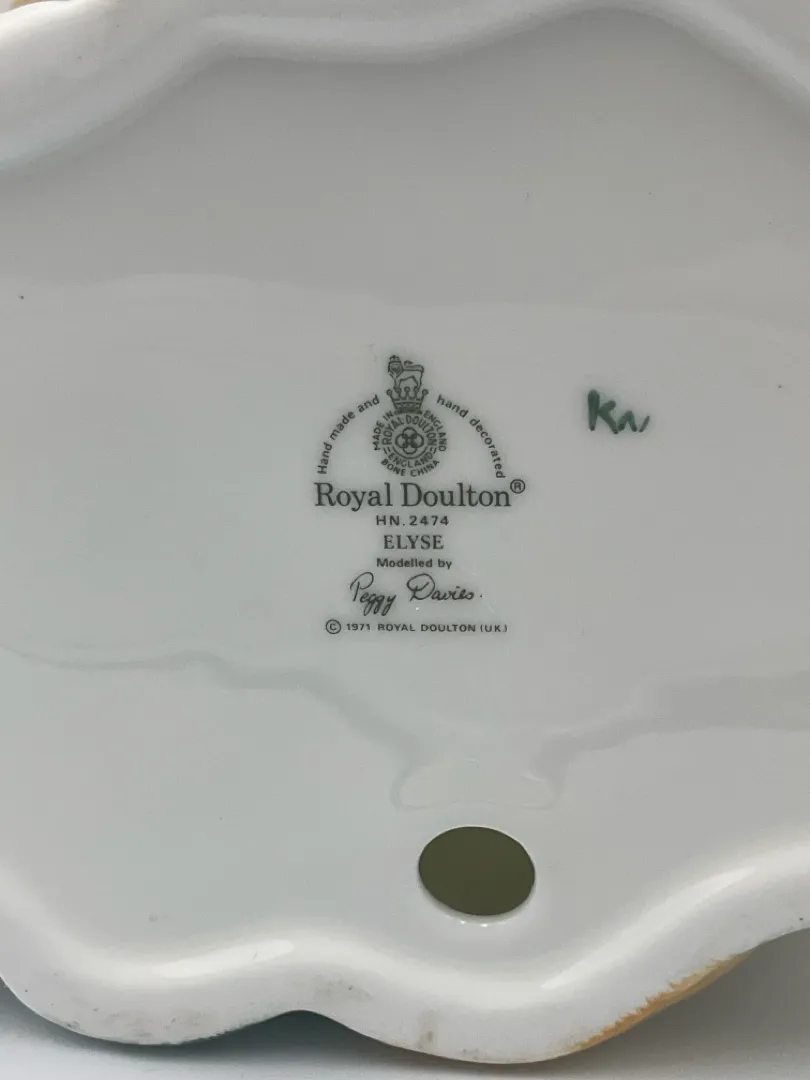 Hand made and hand decorated
MADE IN ENGLAND
ROYAL DOULTON
ENGLAND
BONE CHINA
Royal Doulton®
HN. 2474
ELYSE
Modelled by
Peggy Davies.
© 1971 ROYAL DOULTON (UK)